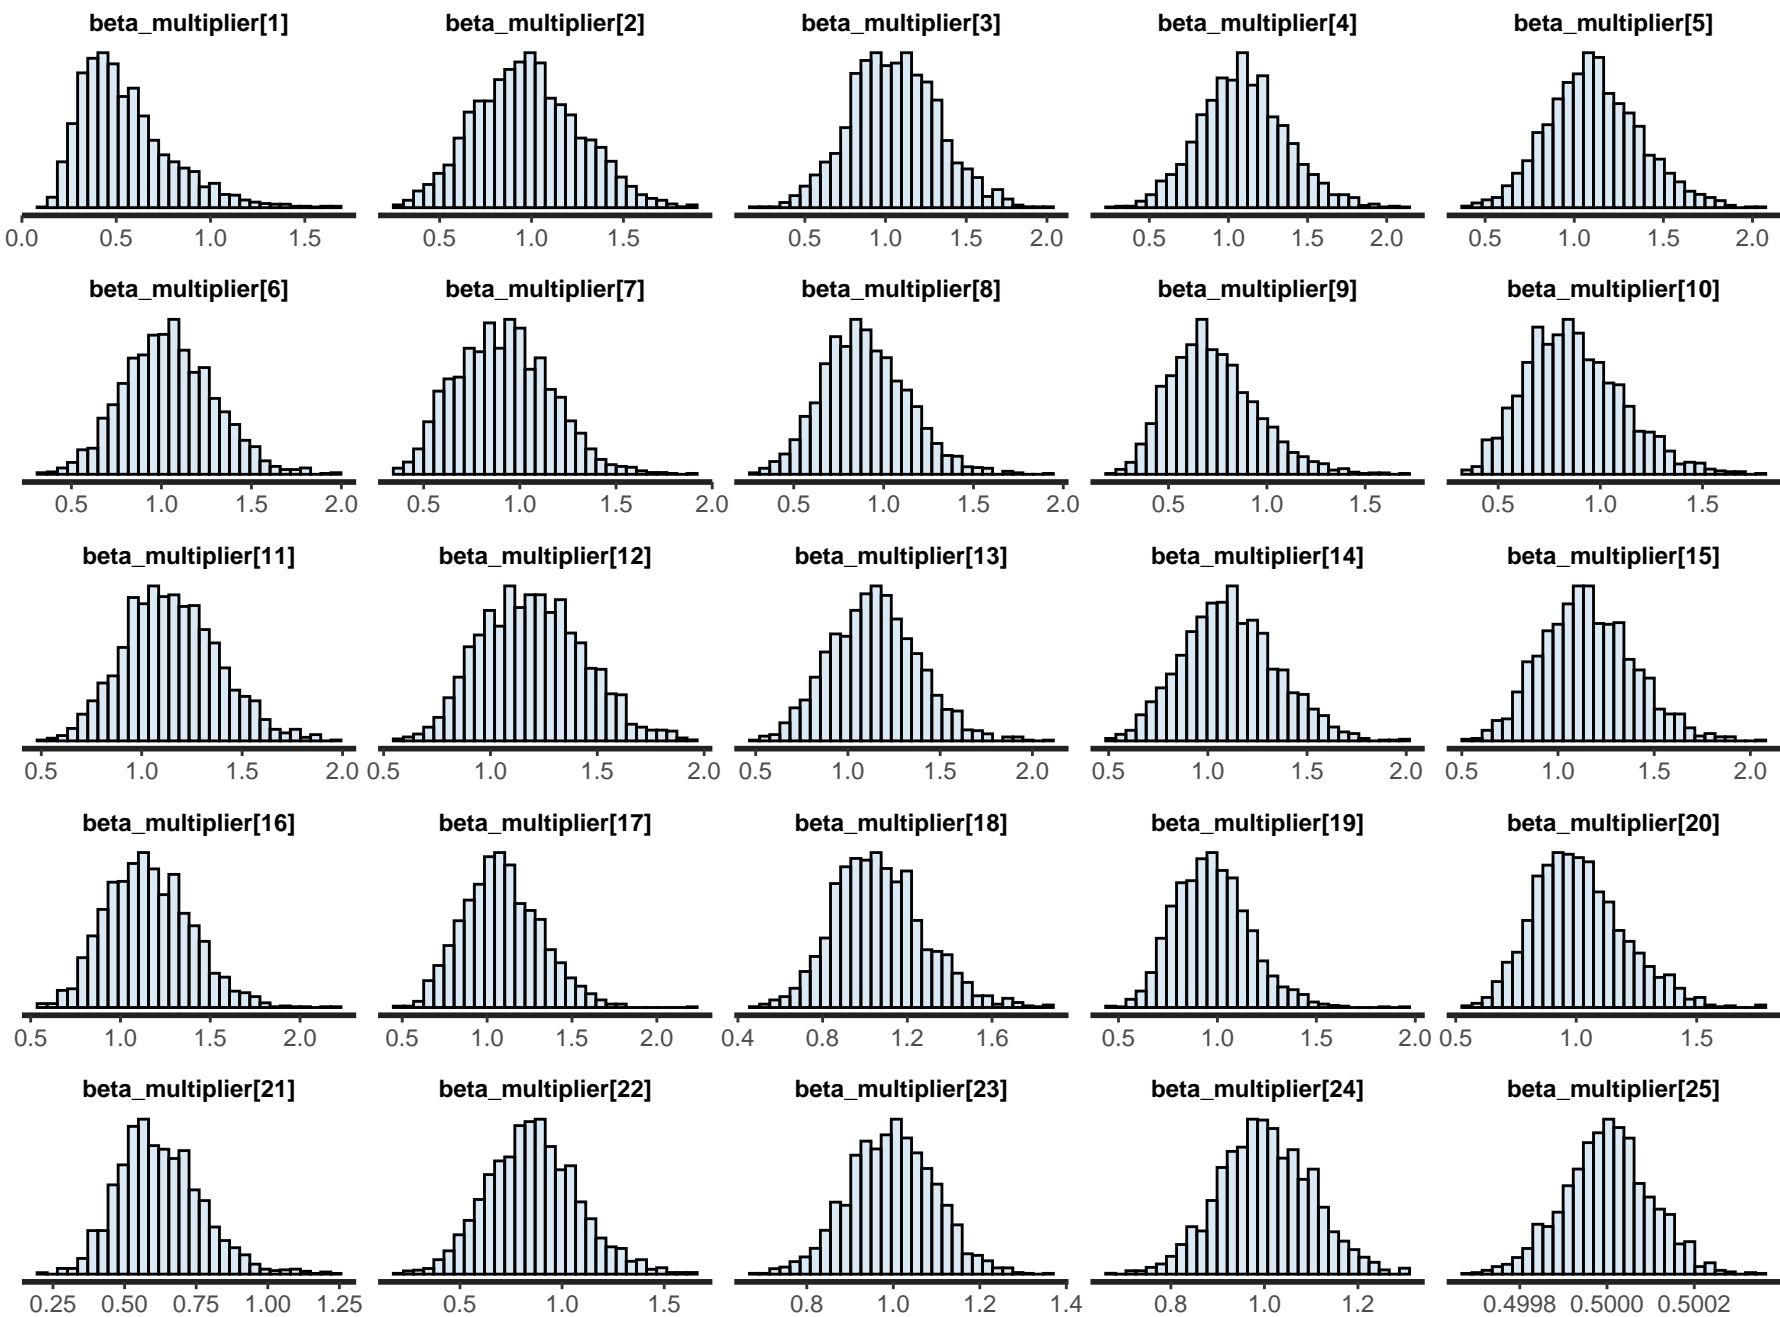 beta_multiplier[1] beta_multiplier[2] beta_multiplier[3] beta_multiplier[4] beta_multiplier[5]
0.0 0.5 1.0 1.5 0.5 1.0 1.5 0.5 1.0 1.5 2.0 0.5 1.0 1.5 2.0 0.5 1.0 1.5 2.0
beta_multiplier[6] beta_multiplier[7] beta_multiplier[8] beta_multiplier[9] beta_multiplier[10]
0.5 1.0 1.5 2.0 0.5 1.0 1.5 2.0 0.5 1.0 1.5 2.0 0.5 1.0 1.5 0.5 1.0 1.5
beta_multiplier[11] beta_multiplier[12] beta_multiplier[13] beta_multiplier[14] beta_multiplier[15]
0.5 1.0 1.5 2.0 0.5 1.0 1.5 2.0 0.5 1.0 1.5 2.0 0.5 1.0 1.5 2.0 0.5 1.0 1.5 2.0
beta_multiplier[16] beta_multiplier[17] beta_multiplier[18] beta_multiplier[19] beta_multiplier[20]
0.5 1.0 1.5 2.0 0.5 1.0 1.5 2.0 0.4 0.8 1.2 1.6 0.5 1.0 1.5 2.0 0.5 1.0 1.5
beta_multiplier[21] beta_multiplier[22] beta_multiplier[23] beta_multiplier[24] beta_multiplier[25]
0.25 0.50 0.75 1.00 1.25 0.5 1.0 1.5 0.8 1.0 1.2 1.4 0.8 1.0 1.2 0.4998 0.5000 0.5002